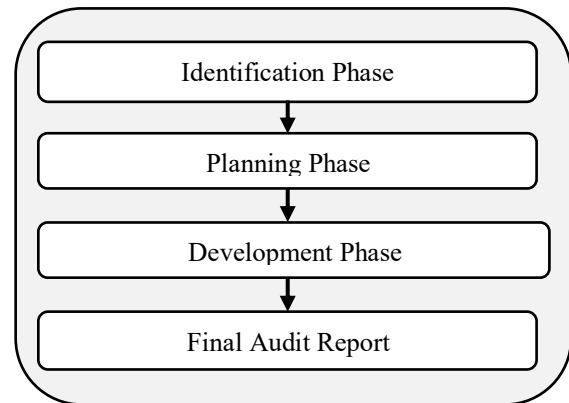 Identification Phase
Planning Phase
Development Phase
Final Audit Report